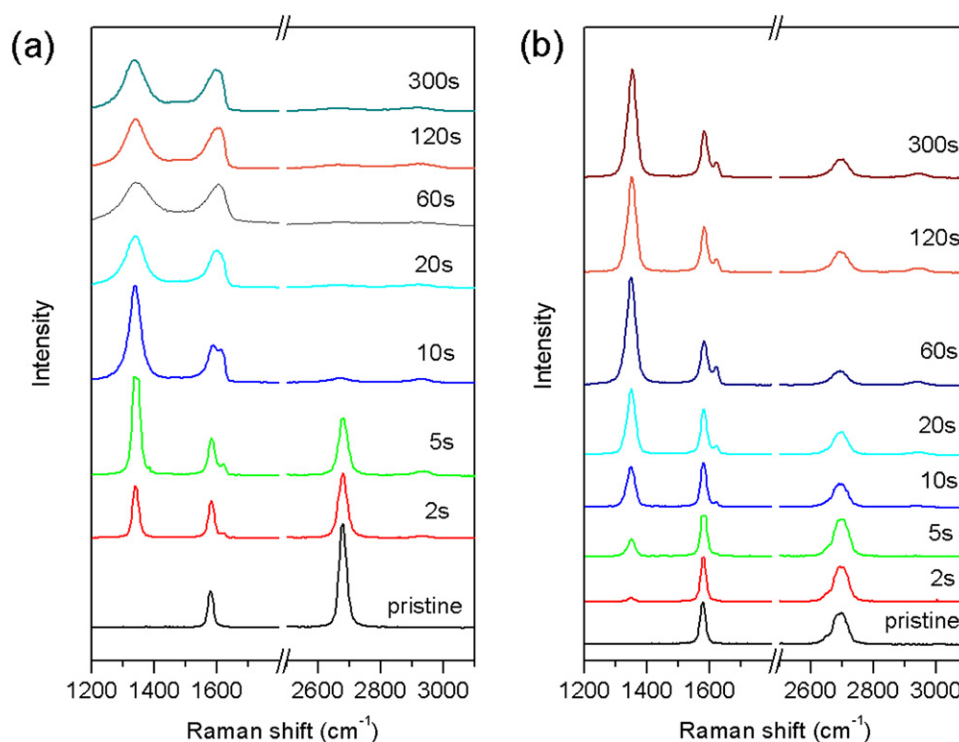 (a)
300s
120s
60s
20s
10s
5s
2s
pristine
Intensity
1200 1400 1600 2600 2800 3000
Raman shift (cm⁻¹)
(b)
300s
120s
60s
20s
10s
5s
2s
pristine
Intensity
1200 1400 1600 2600 2800 3000
Raman shift (cm⁻¹)